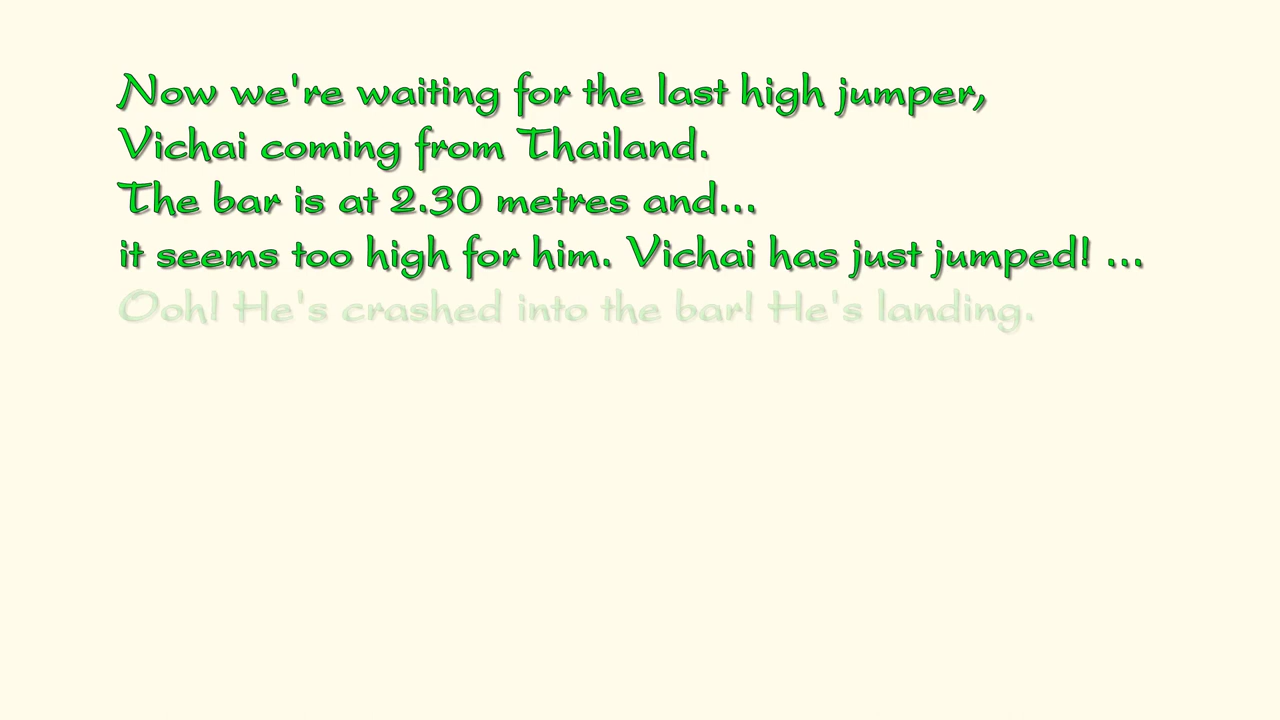 Now we're waiting for the last high jumper,
Vichai coming from Thailand.
The bar is at 2.30 metres and...
it seems too high for him. Vichai has just jumped! ...
Ooh! He's crashed into the bar! He's landing.